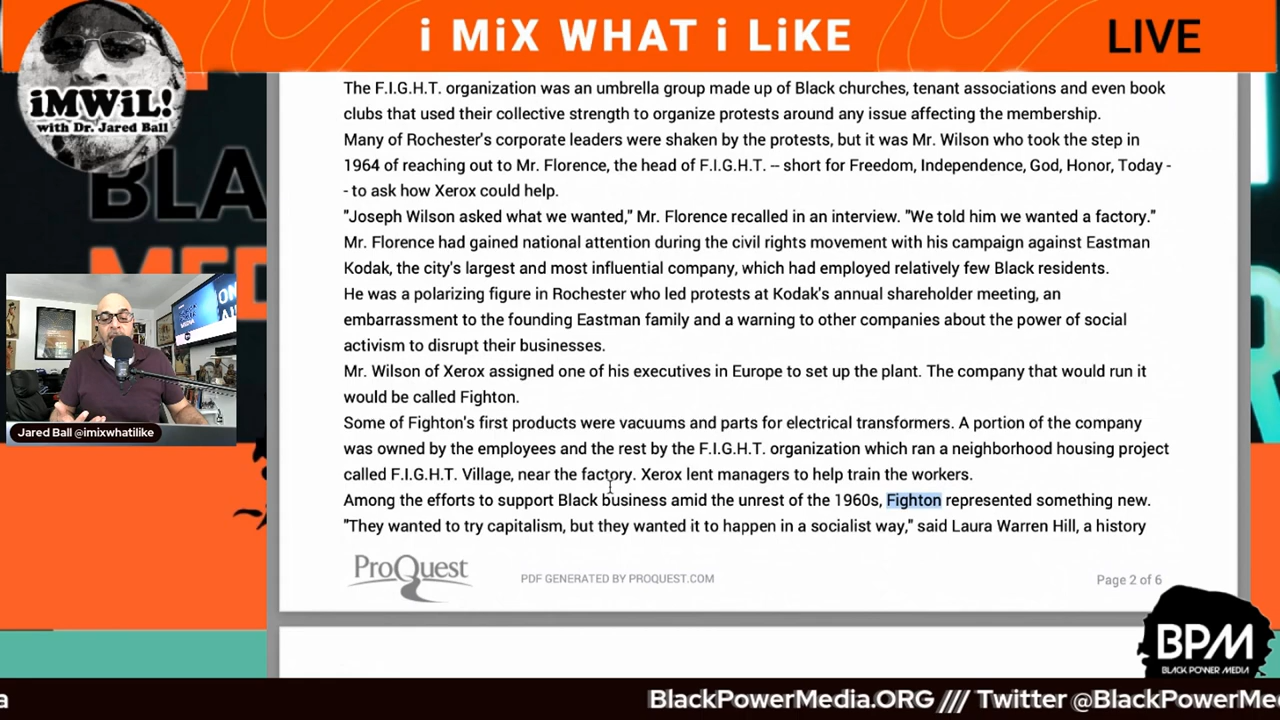 i MiX WHAT i LiKE
LIVE
iMWiL!
with Dr. Jared Ball
BLA
ME
The F.I.G.H.T. organization was an umbrella group made up of Black churches, tenant associations and even book
clubs that used their collective strength to organize protests around any issue affecting the membership.
Many of Rochester's corporate leaders were shaken by the protests, but it was Mr. Wilson who took the step in
1964 of reaching out to Mr. Florence, the head of F.I.G.H.T. -- short for Freedom, Independence, God, Honor, Today -
- to ask how Xerox could help.
"Joseph Wilson asked what we wanted," Mr. Florence recalled in an interview. "We told him we wanted a factory."
Mr. Florence had gained national attention during the civil rights movement with his campaign against Eastman
Kodak, the city's largest and most influential company, which had employed relatively few Black residents.
He was a polarizing figure in Rochester who led protests at Kodak's annual shareholder meeting, an
embarrassment to the founding Eastman family and a warning to other companies about the power of social
activism to disrupt their businesses.
Mr. Wilson of Xerox assigned one of his executives in Europe to set up the plant. The company that would run it
would be called Fighton.
Some of Fighton's first products were vacuums and parts for electrical transformers. A portion of the company
was owned by the employees and the rest by the F.I.G.H.T. organization which ran a neighborhood housing project
called F.I.G.H.T. Village, near the factory. Xerox lent managers to help train the workers.
Among the efforts to support Black business amid the unrest of the 1960s, Fighton represented something new.
"They wanted to try capitalism, but they wanted it to happen in a socialist way," said Laura Warren Hill, a history
ProQuest
PDF GENERATED BY PROQUEST.COM
Page 2 of 6
Jared Ball @imixwhatilike
BPM
BLACK POWER MEDIA
a
BlackPowerMedia.ORG /// Twitter @BlackPowerMe